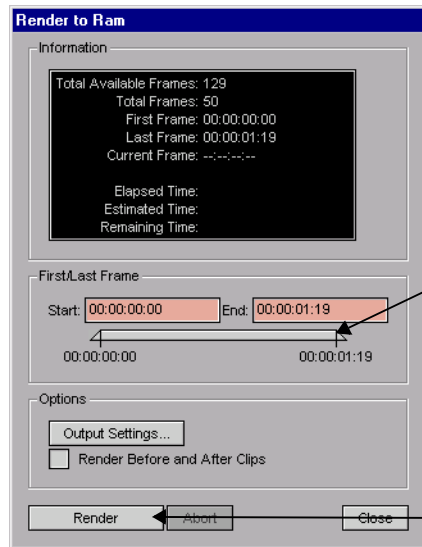 Render to Ram
Information
Total Available Frames: 129
Total Frames: 50
First Frame: 00:00:00:00
Last Frame: 00:00:01:19
Current Frame: --:--:--:--
Elapsed Time:
Estimated Time:
Remaining Time:
First/Last Frame
Start: 00:00:00:00 End: 00:00:01:19
00:00:00:00 00:00:01:19
Options
Output Settings...
Render Before and After Clips
Render Abort Close